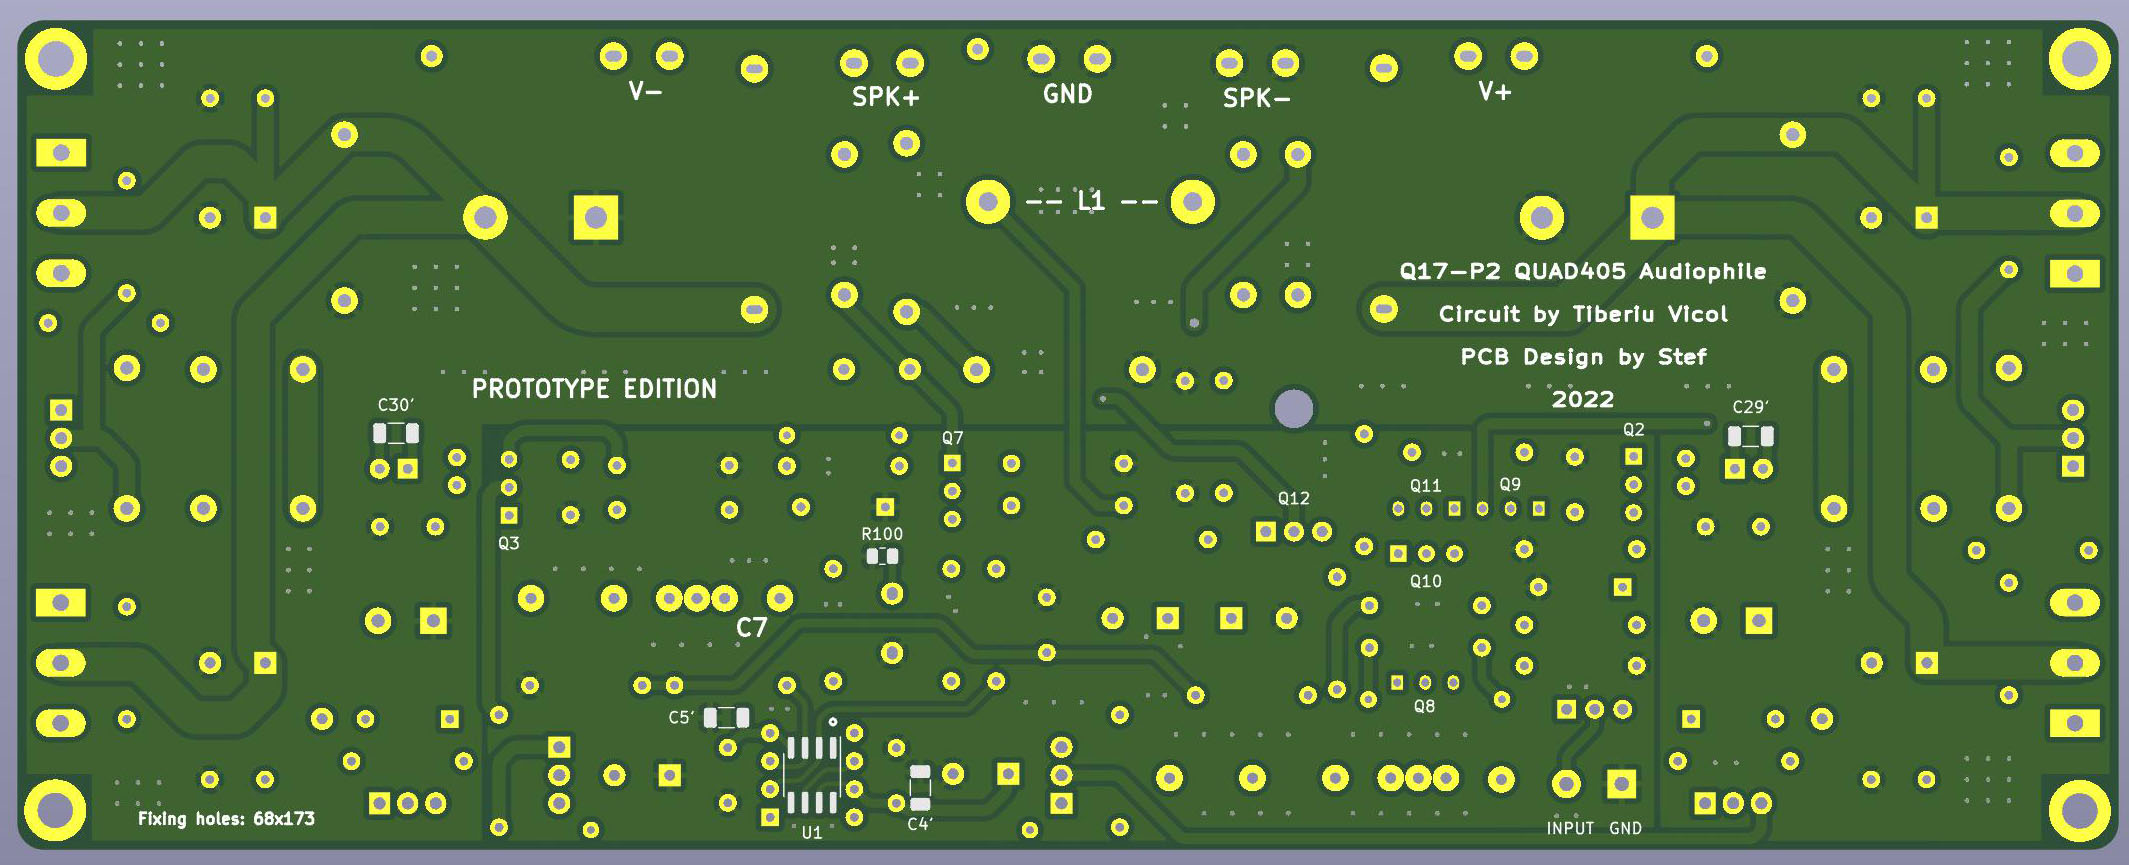 V-
SPK+
GND
SPK-
V+
-- L1 --
Q17-P2 QUAD405 Audiophile
Circuit by Tiberiu Vicol
PCB Design by Stef
2022
PROTOTYPE EDITION
C30'
C29'
Q7
Q2
Q11
Q9
Q12
Q3
R100
Q10
C7
Q8
C5'
U1
C4'
Fixing holes: 68x173
INPUT GND